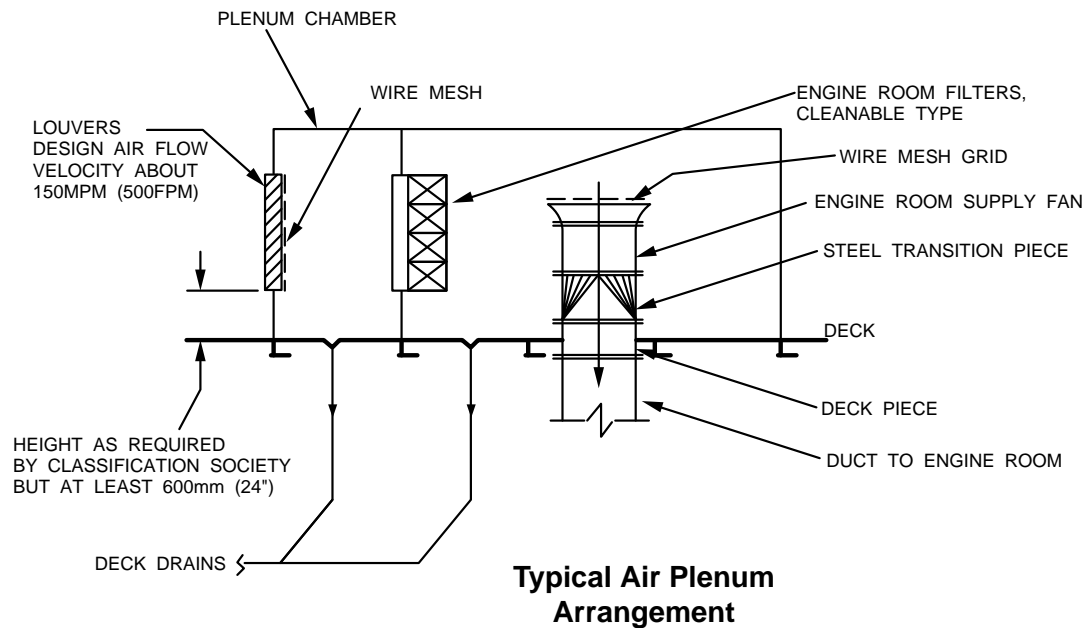 PLENUM CHAMBER
WIRE MESH
LOUVERS
DESIGN AIR FLOW
VELOCITY ABOUT
150MPM (500FPM)
ENGINE ROOM FILTERS,
CLEANABLE TYPE
WIRE MESH GRID
ENGINE ROOM SUPPLY FAN
STEEL TRANSITION PIECE
DECK
DECK PIECE
DUCT TO ENGINE ROOM
HEIGHT AS REQUIRED
BY CLASSIFICATION SOCIETY
BUT AT LEAST 600mm (24")
DECK DRAINS
Typical Air Plenum
Arrangement